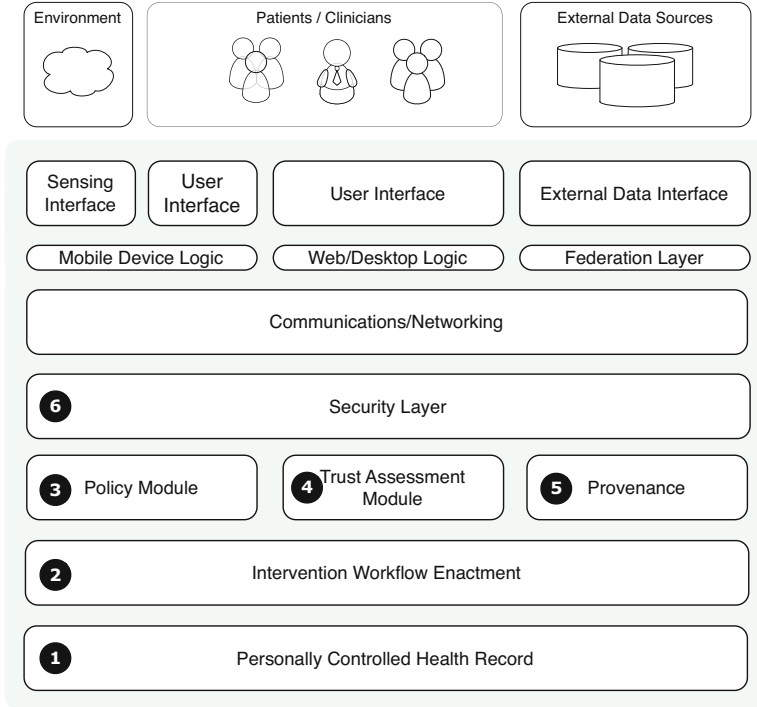 Environment
Patients / Clinicians
External Data Sources
Sensing
Interface
User
Interface
User Interface
External Data Interface
Mobile Device Logic
Web/Desktop Logic
Federation Layer
Communications/Networking
6
Security Layer
3
Policy Module
4
Trust Assessment
Module
5
Provenance
2
Intervention Workflow Enactment
1
Personally Controlled Health Record